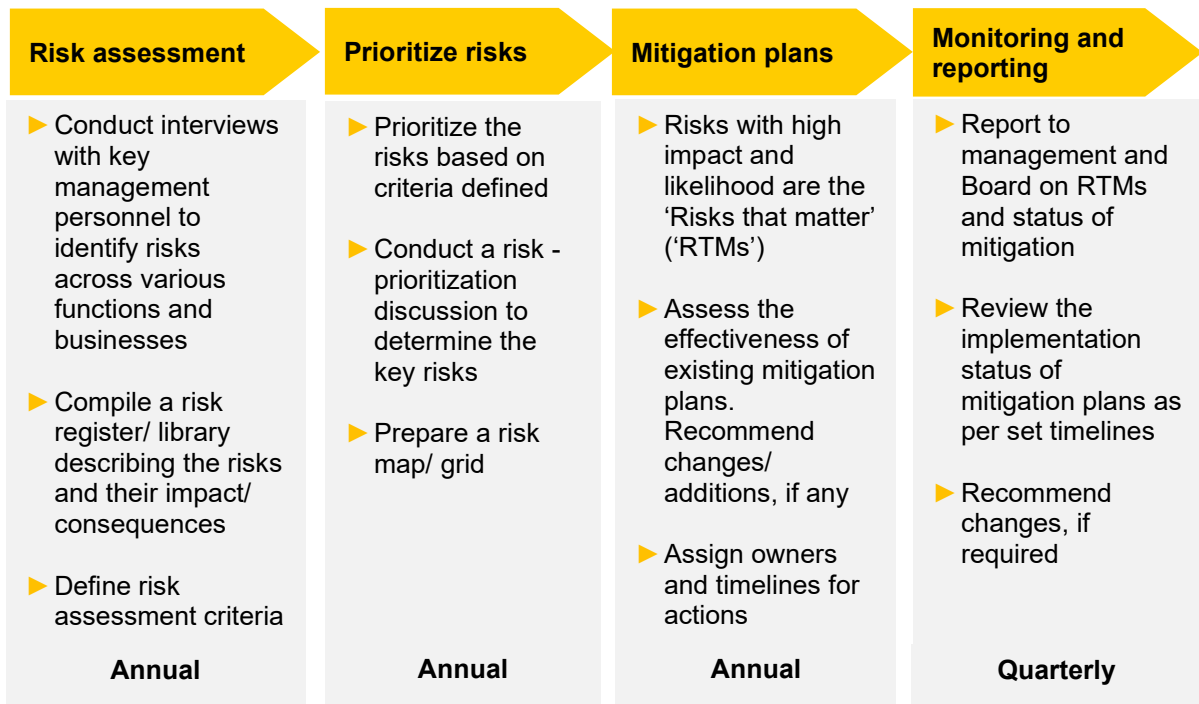 Risk assessment
Conduct interviews
with key
management
personnel to
identify risks
across various
functions and
businesses
Compile a risk
register/ library
describing the risks
and their impact/
consequences
Define risk
assessment criteria
Annual
Prioritize risks
Prioritize the
risks based on
criteria defined
Conduct a risk -
prioritization
discussion to
determine the
key risks
Prepare a risk
map/ grid
Annual
Mitigation plans
Risks with high
impact and
likelihood are the
‘Risks that matter’
(‘RTMs’)
Assess the
effectiveness of
existing mitigation
plans.
Recommend
changes/
additions, if any
Assign owners
and timelines for
actions
Annual
Monitoring and
reporting
Report to
management and
Board on RTMs
and status of
mitigation
Review the
implementation
status of
mitigation plans as
per set timelines
Recommend
changes, if
required
Quarterly